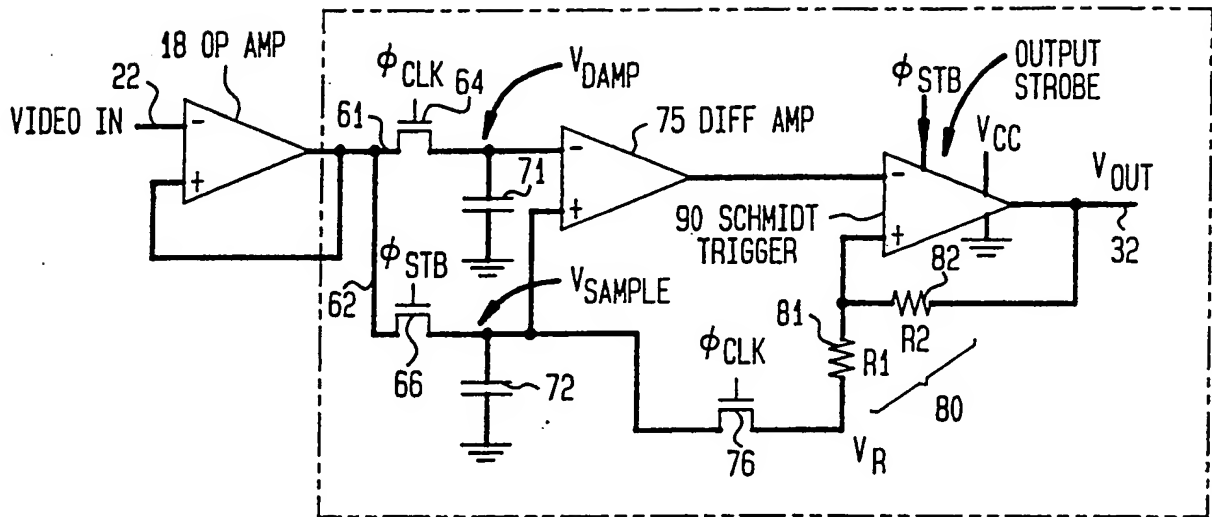 18 OP AMP
22
VIDEO IN
-
+
61
ϕCLK
64
VDAMP
71
75 DIFF AMP
-
+
ϕSTB
OUTPUT
STROBE
VCC
VOUT
32
-
+
90 SCHMIDT
TRIGGER
82
R2
81
R1
80
62
ϕSTB
66
VSAMPLE
72
ϕCLK
76
VR